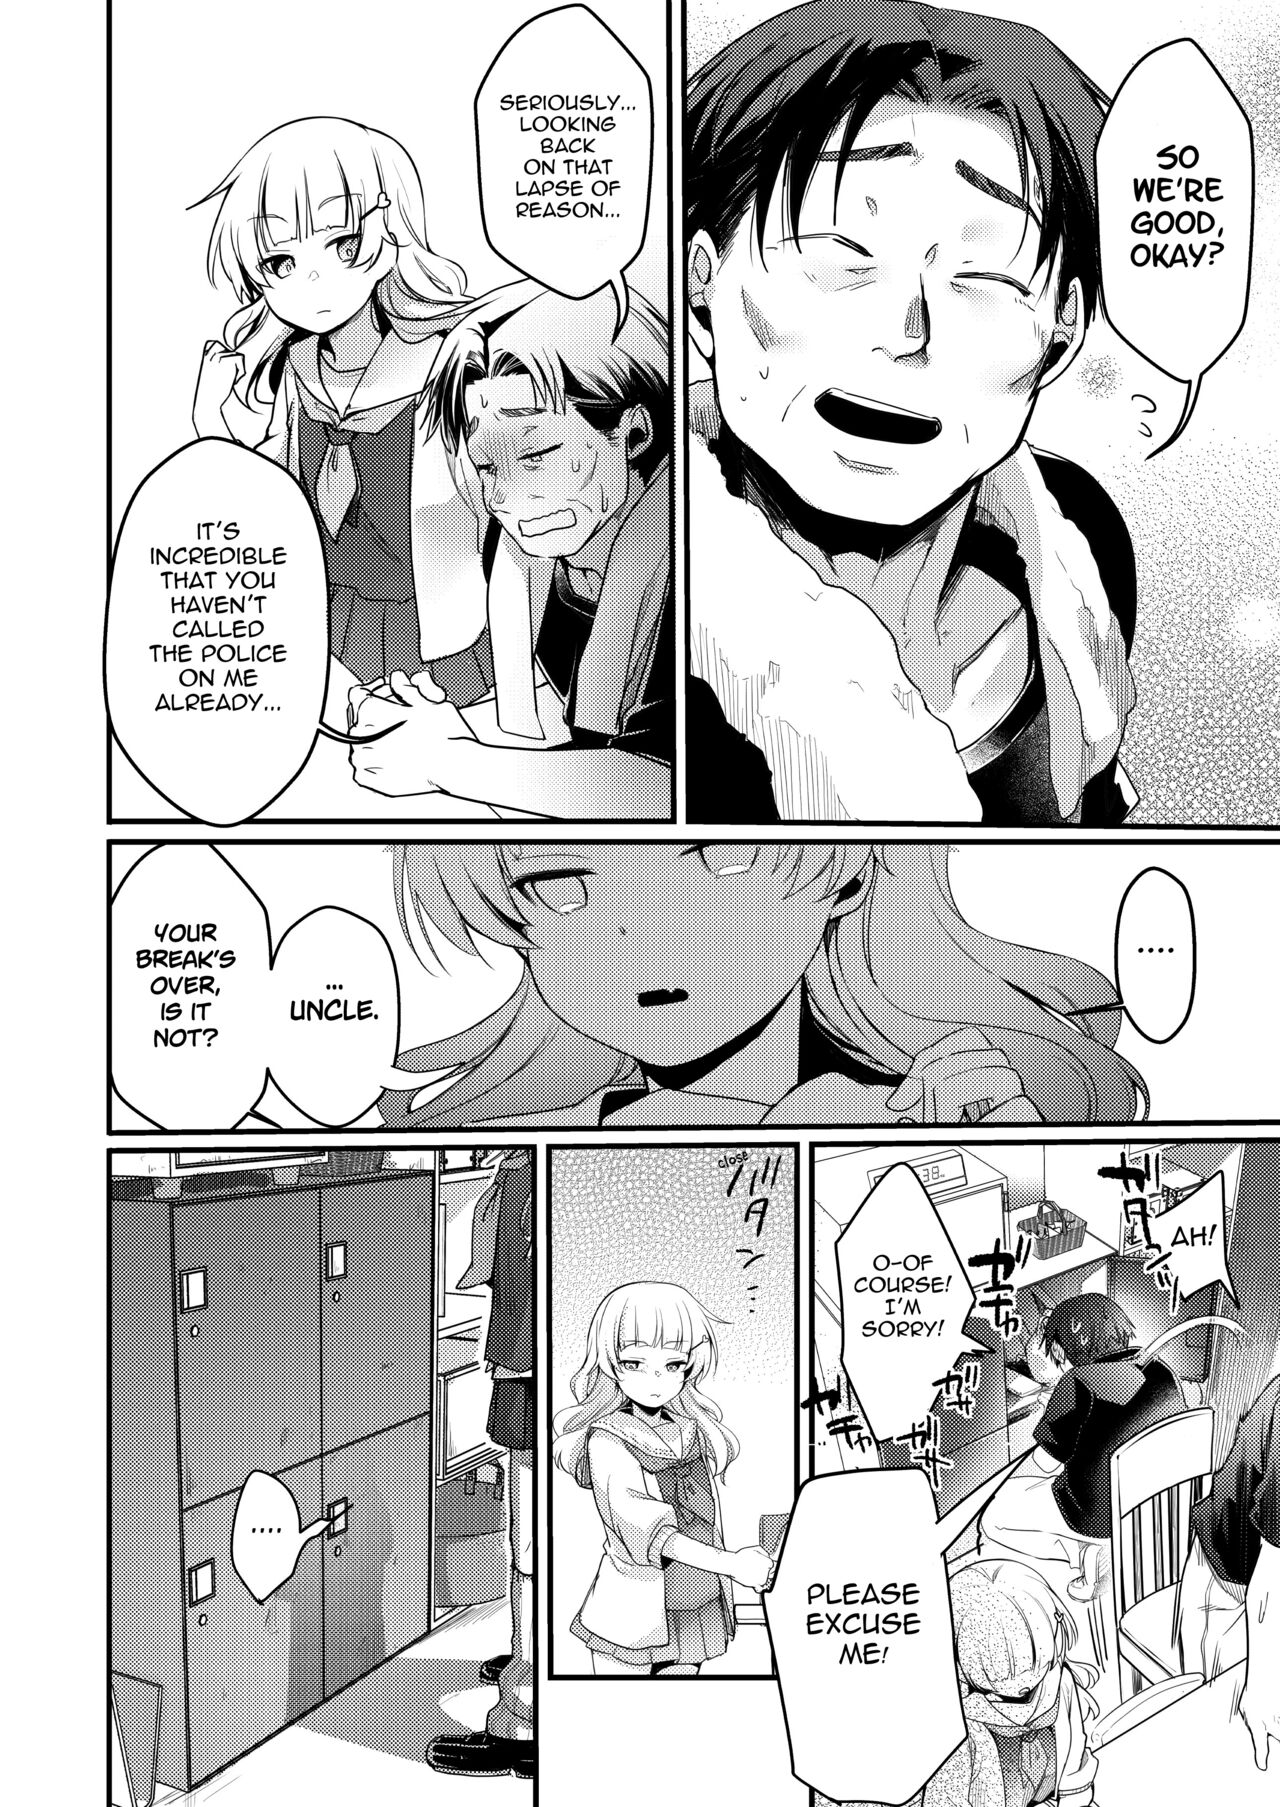 SO
WE'RE
GOOD,
OKAY?
SERIOUSLY...
LOOKING
BACK
ON THAT
LAPSE OF
REASON...
IT'S
INCREDIBLE
THAT YOU
HAVEN'T
CALLED
THE POLICE
ON ME
ALREADY...
....
...
UNCLE.
YOUR
BREAK'S
OVER,
IS IT
NOT?
AH!
O-OF
COURSE!
I'M
SORRY!
PLEASE
EXCUSE
ME!
close
バタン
....